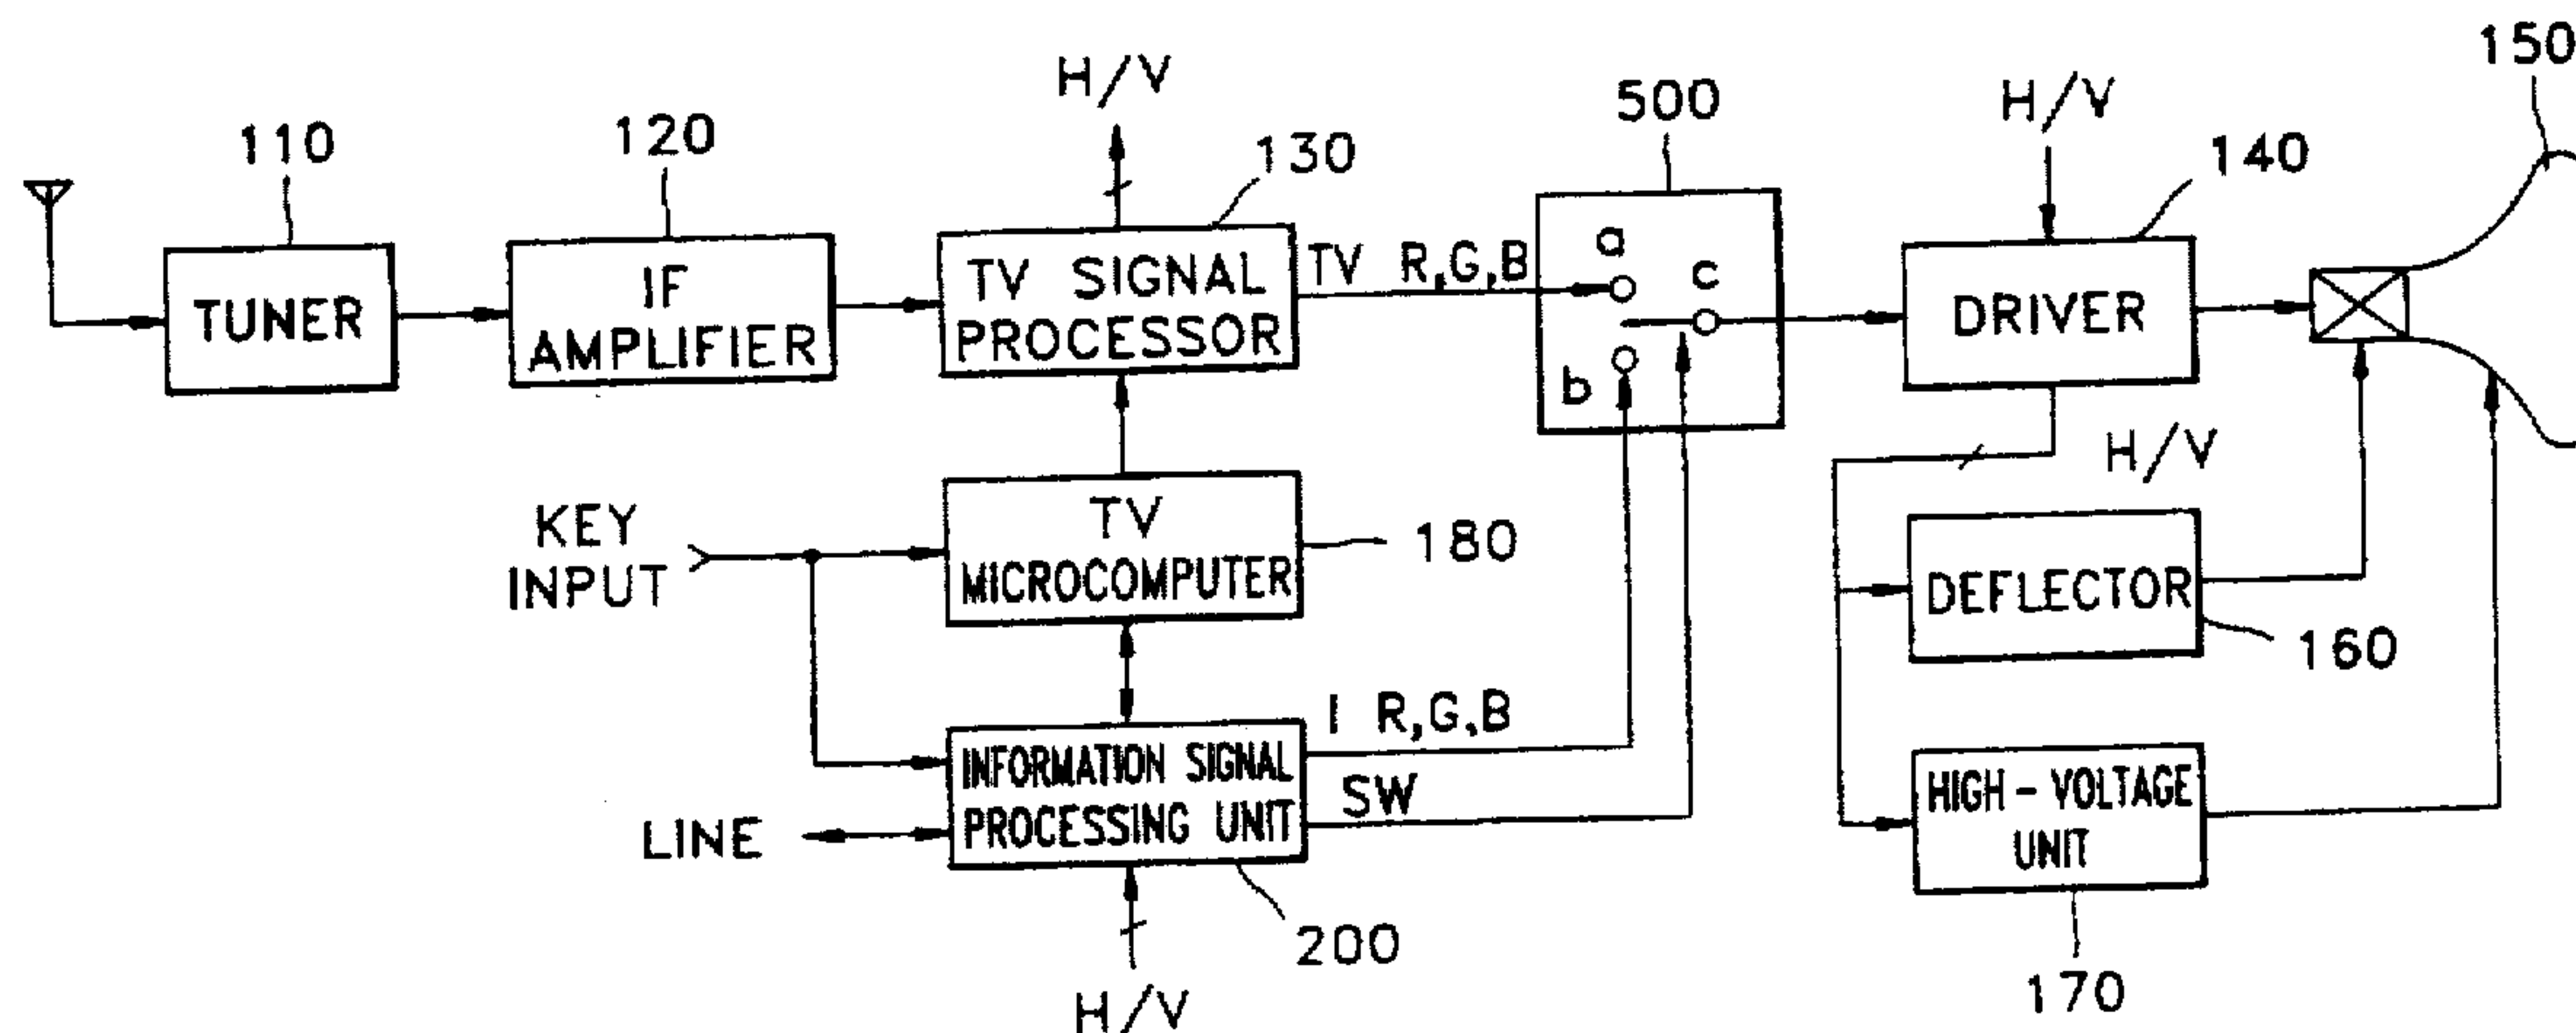 150
H/V
500
H/V
110
120
130
140
TUNER
IF
AMPLIFIER
TV SIGNAL
PROCESSOR
TV R,G,B
a
c
b
DRIVER
H/V
KEY
INPUT
TV
MICROCOMPUTER
180
DEFLECTOR
160
I R,G,B
INFORMATION SIGNAL
PROCESSING UNIT
SW
LINE
HIGH-VOLTAGE
UNIT
200
170
H/V